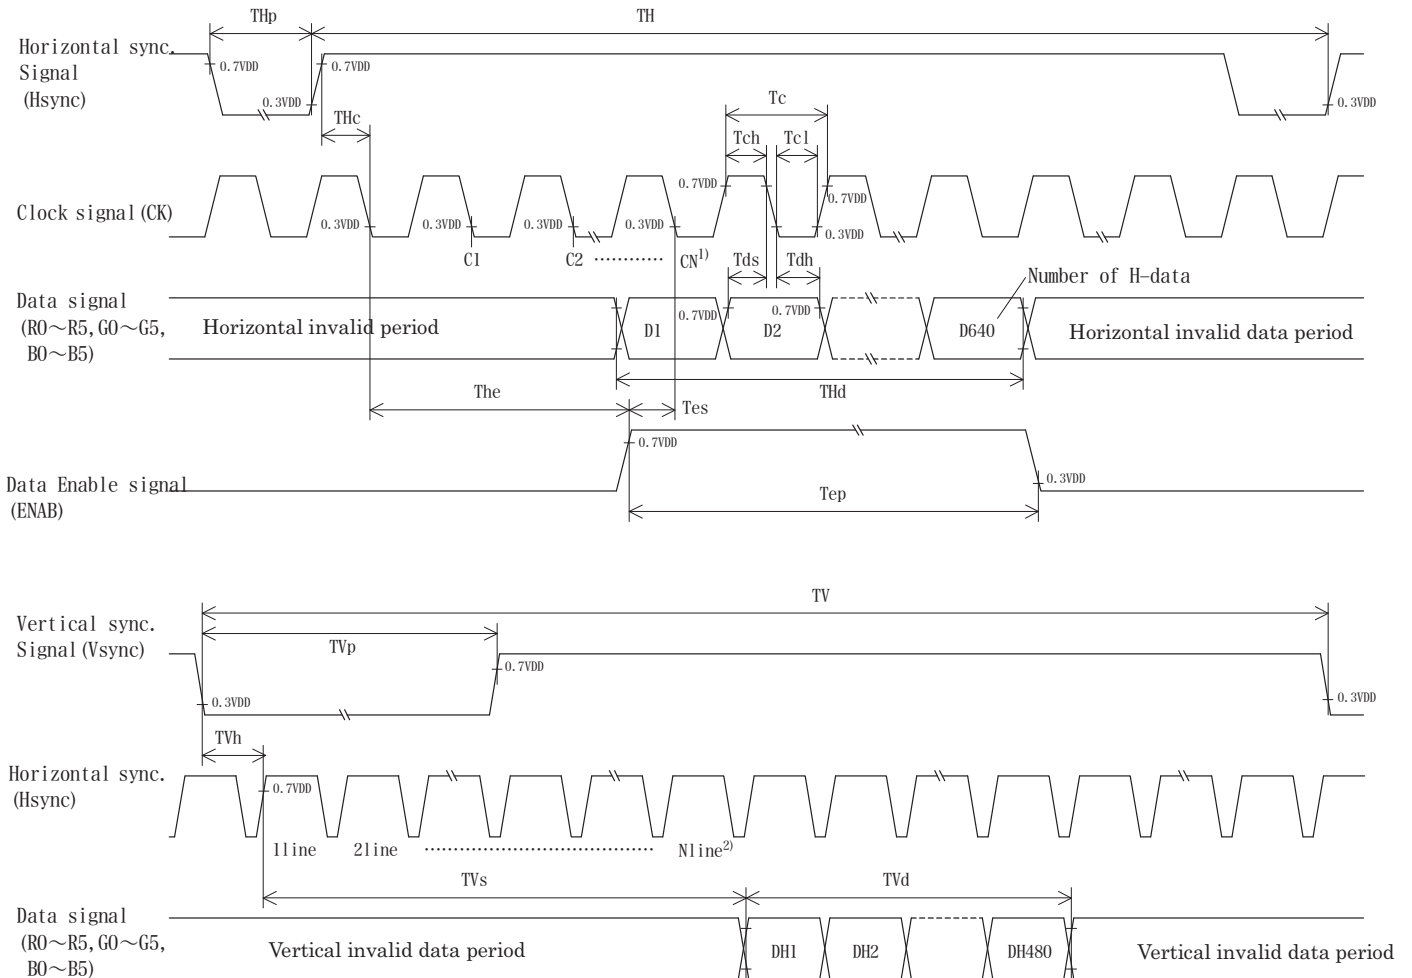 THp
TH
Horizontal sync.
Signal
(Hsync)
0.7VDD
0.7VDD
0.3VDD
0.3VDD
THc
Tc
Tch
Tcl
Clock signal(CK)
0.7VDD
0.7VDD
0.3VDD
0.3VDD
0.3VDD
0.3VDD
0.3VDD
C1
C2
............
CN1)
Tds
Tdh
Number of H-data
Data signal
(R0～R5,G0～G5,
B0～B5)
Horizontal invalid period
D1
0.7VDD
D2
0.7VDD
D640
Horizontal invalid data period
The
Tes
THd
0.7VDD
Data Enable signal
(ENAB)
Tep
0.3VDD
TV
Vertical sync.
Signal(Vsync)
TVp
0.7VDD
0.3VDD
0.3VDD
TVh
Horizontal sync.
(Hsync)
0.7VDD
1line
2line
........................................
Nline2)
TVs
TVd
Data signal
(R0～R5,G0～G5,
B0～B5)
Vertical invalid data period
DH1
DH2
DH480
Vertical invalid data period